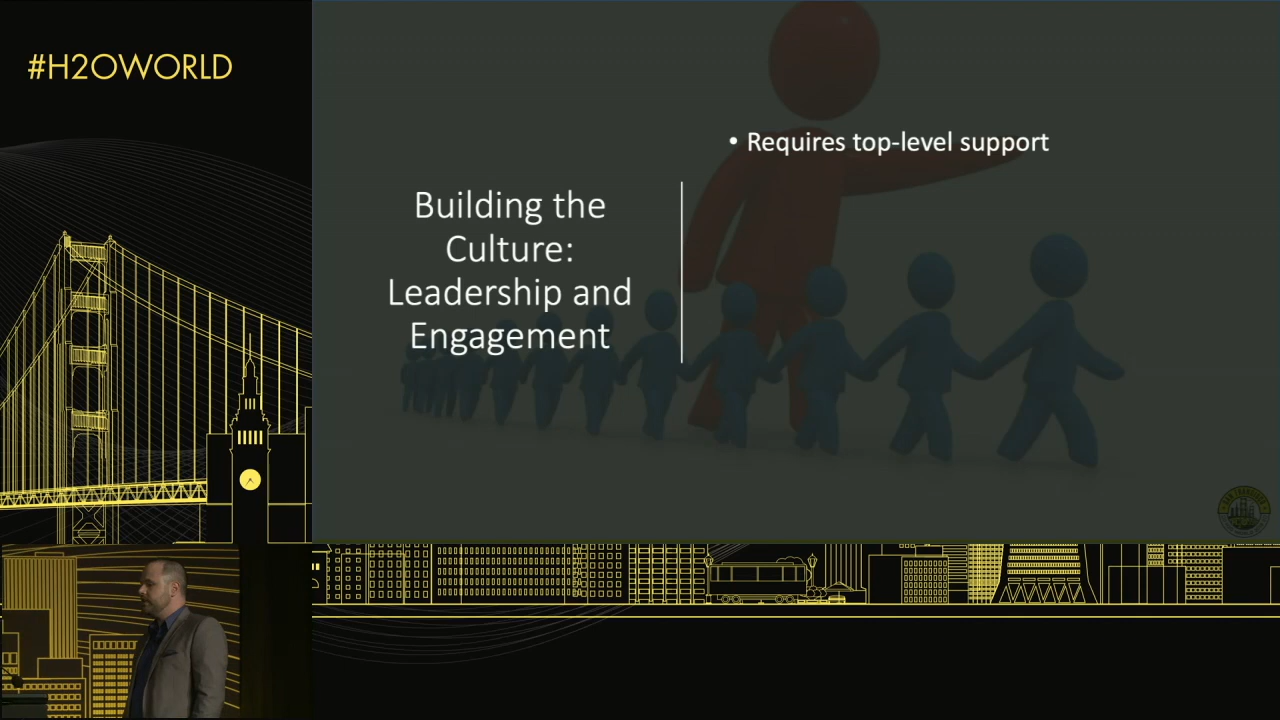 #H2OWORLD
• Requires top-level support
Building the
Culture:
Leadership and
Engagement